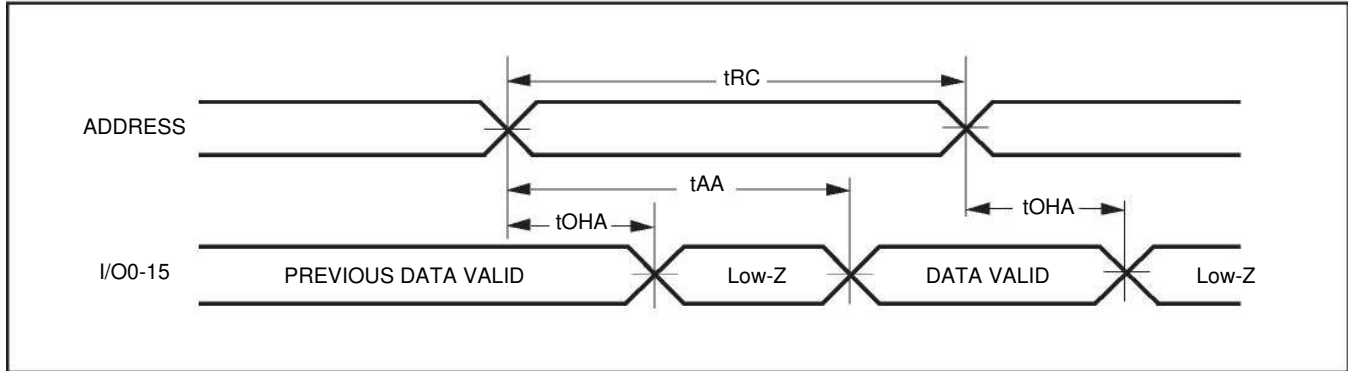 tRC
ADDRESS
tAA
tOHA
tOHA
I/O0-15
PREVIOUS DATA VALID
Low-Z
DATA VALID
Low-Z